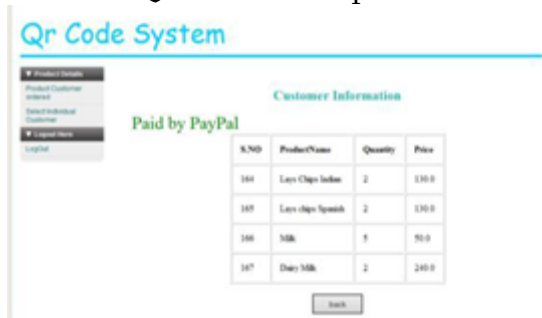 Qr Code System
▼ Product Details
Product Customer ordered
Select Individual Customer
▼ Logout Here
LogOut
Customer Information
Paid by PayPal
S.NO ProductName Quantity Price
164 Lays Chips Indian 2 130.0
165 Lays chips Spanish 2 130.0
166 Milk 5 50.0
167 Dairy Milk 2 240.0
back